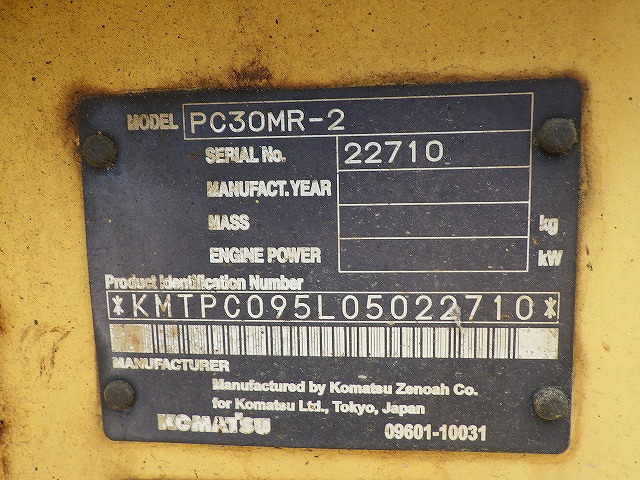 MODEL PC30MR-2
SERIAL No. 22710
MANUFACT. YEAR
MASS kg
ENGINE POWER kW
Product Identification Number
*KMTPC095L05022710*
MANUFACTURER
Manufactured by Komatsu Zenoah Co.
for Komatsu Ltd., Tokyo, Japan
KOMATSU 09601-10031